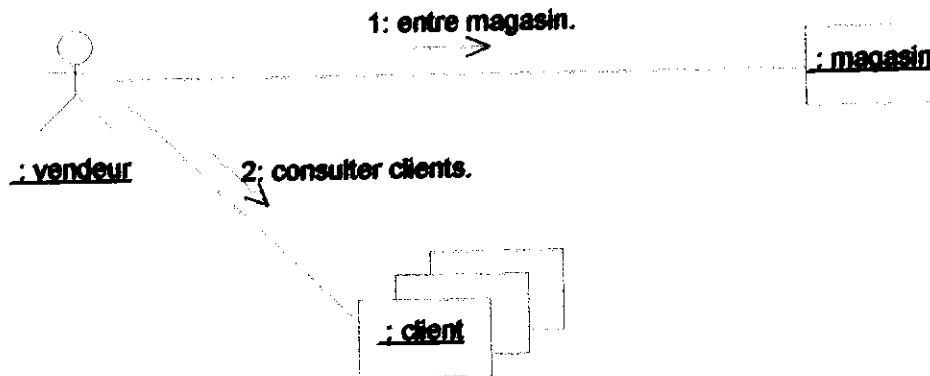 1: entre magasin.
: magasin
: vendeur
2: consulter clients.
: client